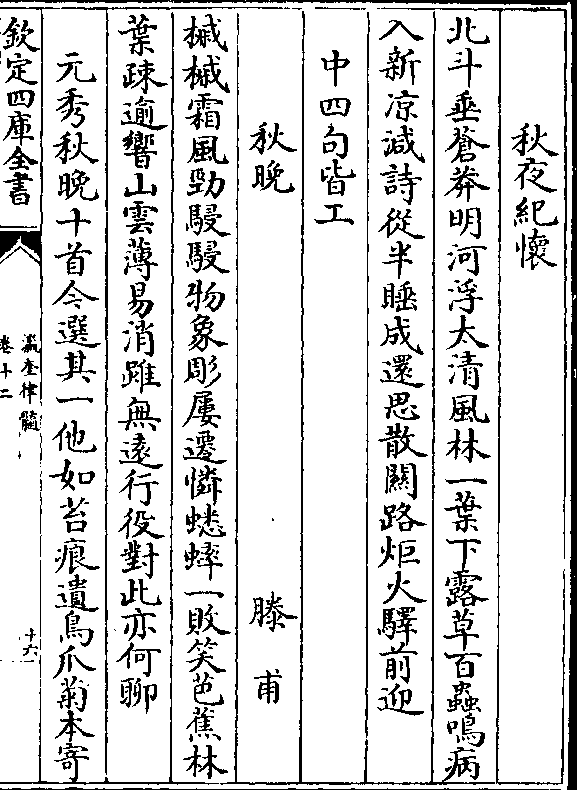 秋夜紀懷
北斗垂蒼莽明河浮太清風林一葉下露草百蟲鳴病
入新凉減詩從半睡成還思散闗路炬火驛前迎
中四句皆工
秋晚　滕甫
槭槭霜風勁駸駸物象彫屢遷憐蟋蟀一敗笑芭蕉林
葉踈逾響山雲薄易消雖無遠行役對此亦何聊
元秀秋晚十首今選其一他如苔痕遺鳥爪菊本寄
欽定四庫全書
瀛奎律髓
卷十二
十六